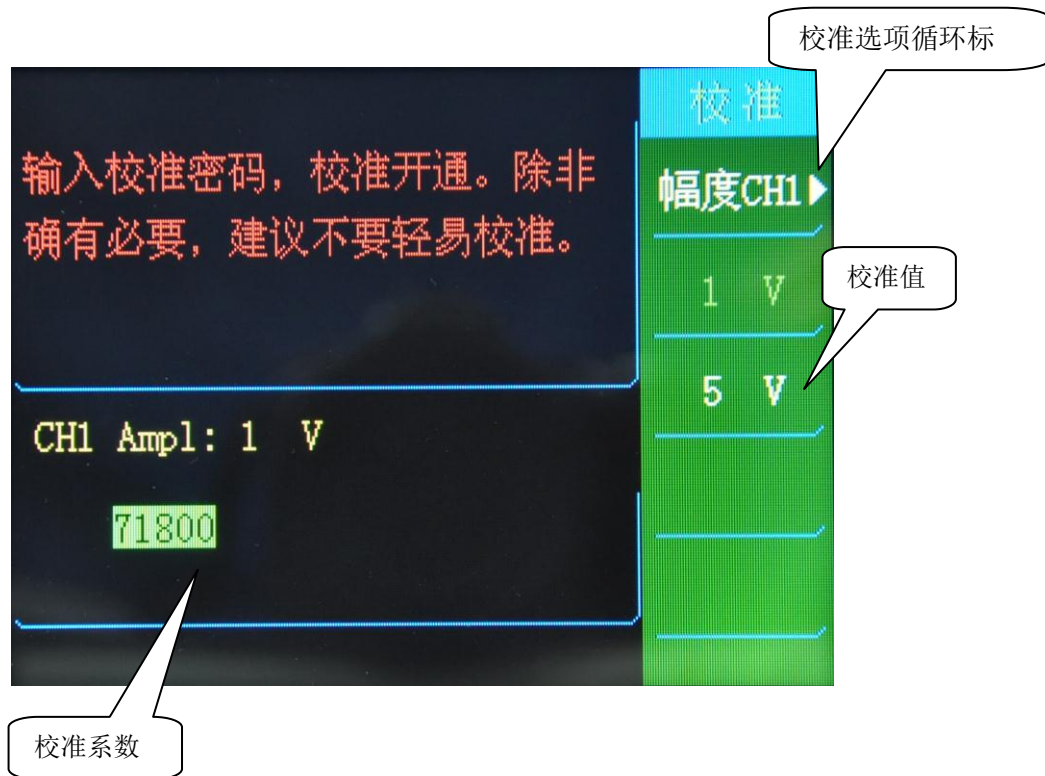 校准选项循环标
校准
输入校准密码，校准开通。除非
确有必要，建议不要轻易校准。
幅度CH1▶
1 V
校准值
5 V
CH1 Ampl: 1 V
71800
校准系数